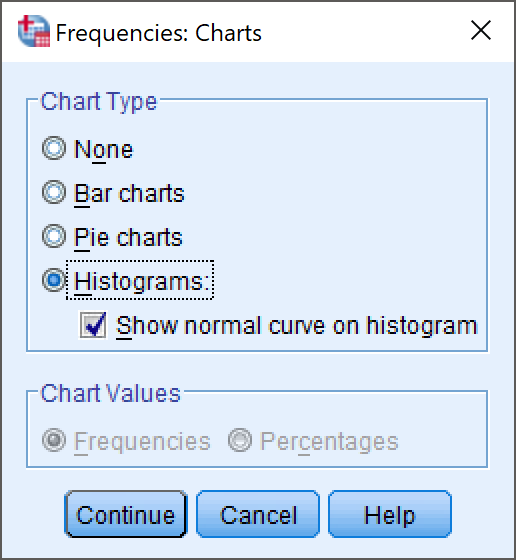 Frequencies: Charts
Chart Type
None
Bar charts
Pie charts
Histograms:
Show normal curve on histogram
Chart Values
Frequencies Percentages
Continue Cancel Help